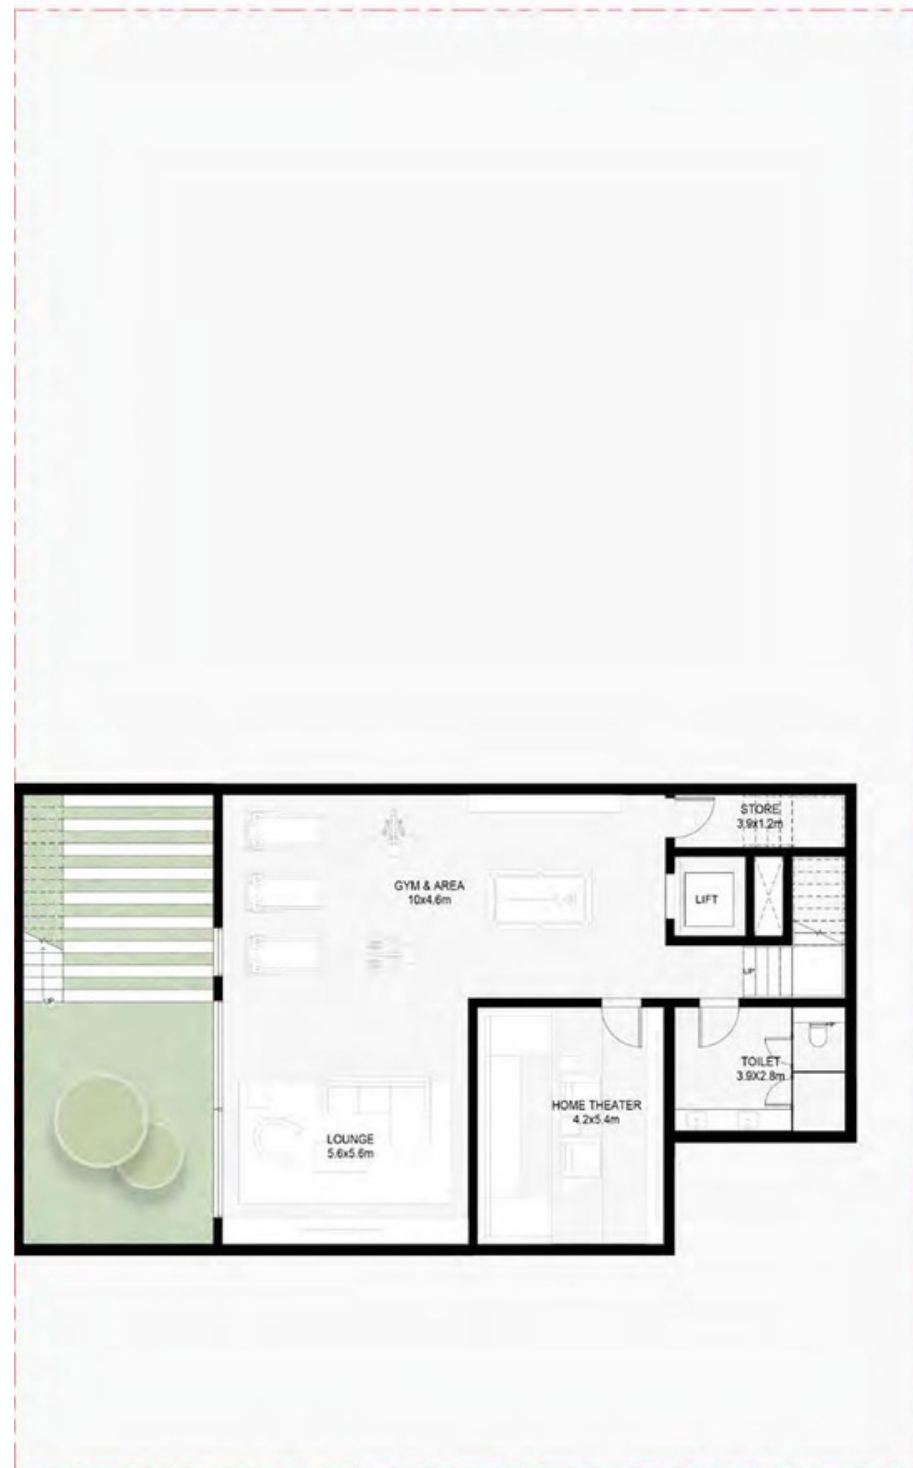 STORE
3.9x1.2m
GYM & AREA
10x4.6m
LIFT
UP
UP
TOILET
3.9X2.8m
HOME THEATER
4.2x5.4m
LOUNGE
5.6x5.6m